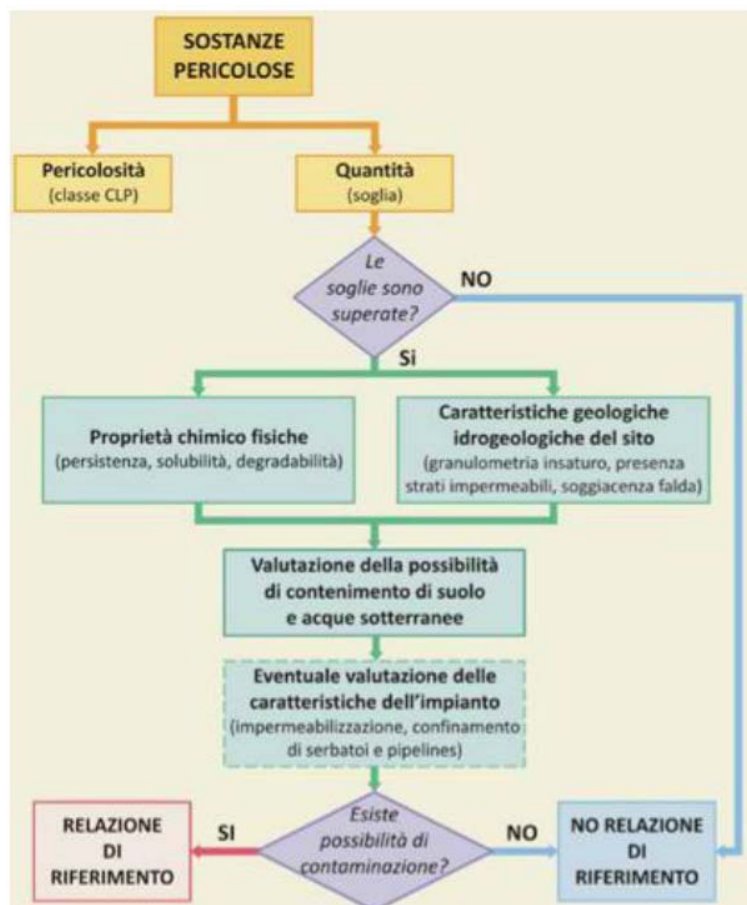 SOSTANZE
PERICOLOSE
Pericolosità
(classe CLP)
Quantità
(soglia)
Le
soglie sono
superate?
NO
Si
Proprietà chimico fisiche
(persistenza, solubilità, degradabilità)
Caratteristiche geologiche
idrogeologiche del sito
(granulometria insaturo, presenza
strati impermeabili, soggiacenza falda)
Valutazione della possibilità
di contenimento di suolo
e acque sotterranee
Eventuale valutazione delle
caratteristiche dell'impianto
(impermeabilizzazione, confinamento
di serbatoi e pipelines)
Esiste
possibilità di
contaminazione?
SI
NO
RELAZIONE
DI
RIFERIMENTO
NO RELAZIONE
DI
RIFERIMENTO